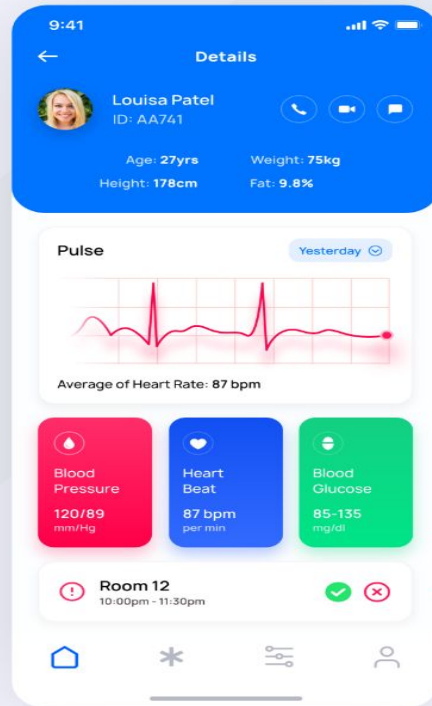 9:41
Details
Louisa Patel
ID: AA741
Age: 27yrs Weight: 75kg
Height: 178cm Fat: 9.8%
Pulse
Yesterday
Average of Heart Rate: 87 bpm
Blood
Pressure
120/89
mm/Hg
Heart
Beat
87 bpm
per min
Blood
Glucose
85-135
mg/dl
Room 12
10:00pm - 11:30pm